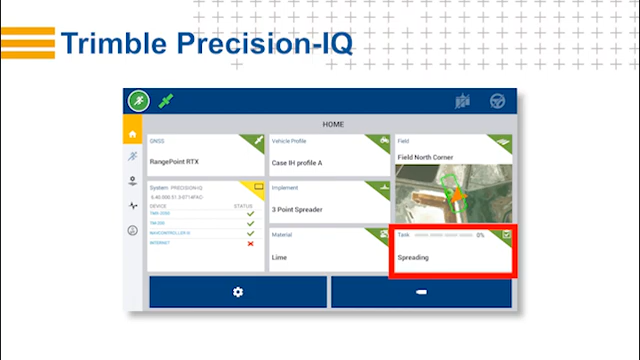 Trimble Precision-IQ
HOME
GNSS
RangePoint RTX
Vehicle Profile
Case IH profile A
Field
Field North Corner
System: PRECISION-IQ
DEVICE STATUS
INTERNET
Implement
3 Point Spreader
Material
Lime
Task 0%
Spreading